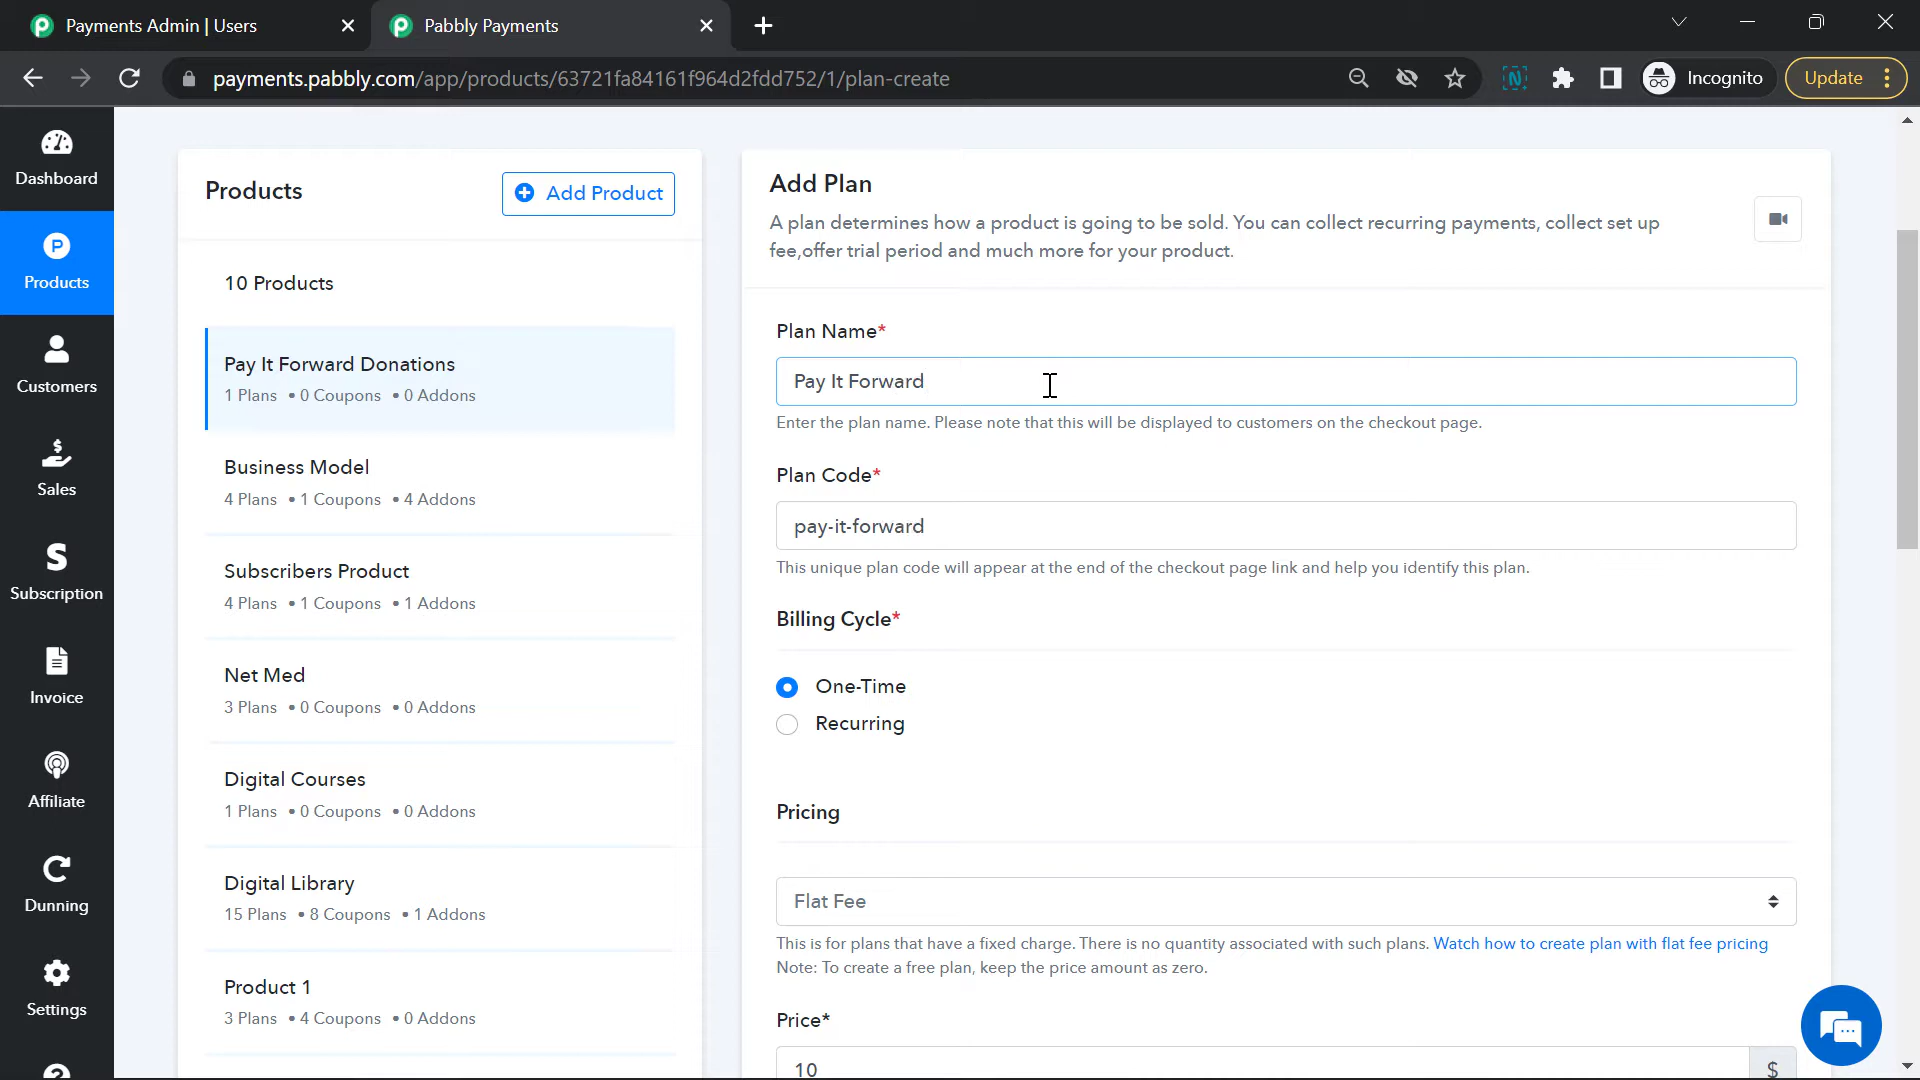 Payments Admin | Users
Pabbly Payments
payments.pabbly.com/app/products/63721fa84161f964d2fdd752/1/plan-create
Incognito
Update
Dashboard
Products
Customers
Sales
Subscription
Invoice
Affiliate
Dunning
Settings
Products
Add Product
10 Products
Pay It Forward Donations
1 Plans • 0 Coupons • 0 Addons
Business Model
4 Plans • 1 Coupons • 4 Addons
Subscribers Product
4 Plans • 1 Coupons • 1 Addons
Net Med
3 Plans • 0 Coupons • 0 Addons
Digital Courses
1 Plans • 0 Coupons • 0 Addons
Digital Library
15 Plans • 8 Coupons • 1 Addons
Product 1
3 Plans • 4 Coupons • 0 Addons
Add Plan
A plan determines how a product is going to be sold. You can collect recurring payments, collect set up
fee,offer trial period and much more for your product.
Plan Name*
Pay It Forward
Enter the plan name. Please note that this will be displayed to customers on the checkout page.
Plan Code*
pay-it-forward
This unique plan code will appear at the end of the checkout page link and help you identify this plan.
Billing Cycle*
One-Time
Recurring
Pricing
Flat Fee
This is for plans that have a fixed charge. There is no quantity associated with such plans. Watch how to create plan with flat fee pricing
Note: To create a free plan, keep the price amount as zero.
Price*
10
$